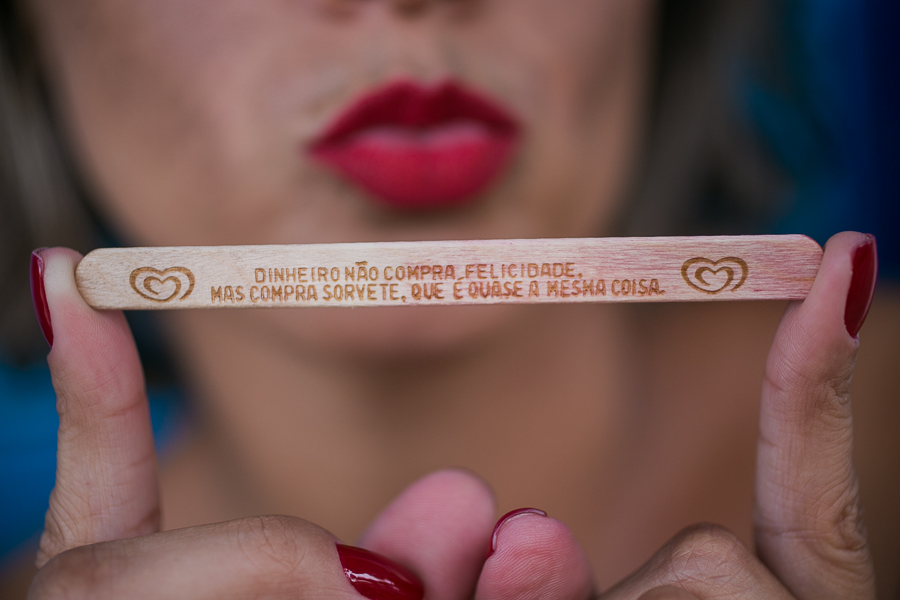 DINHEIRO NÃO COMPRA FELICIDADE,
MAS COMPRA SORVETE, QUE É QUASE A MESMA COISA.